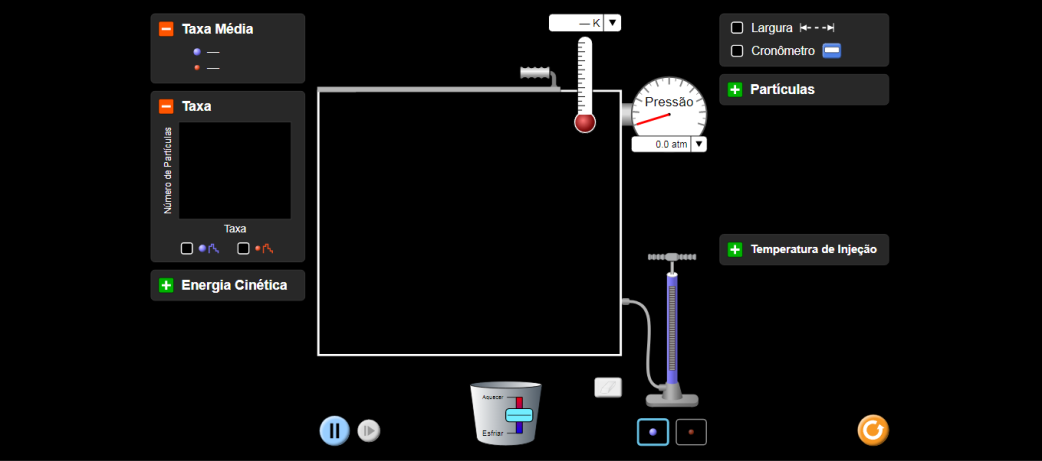 Taxa Média
—
—
Taxa
Número de Partículas
Taxa
Energia Cinética
— K
Pressão
0.0 atm
Largura
Cronômetro
Partículas
Temperatura de Injeção
Aquecer
Esfriar